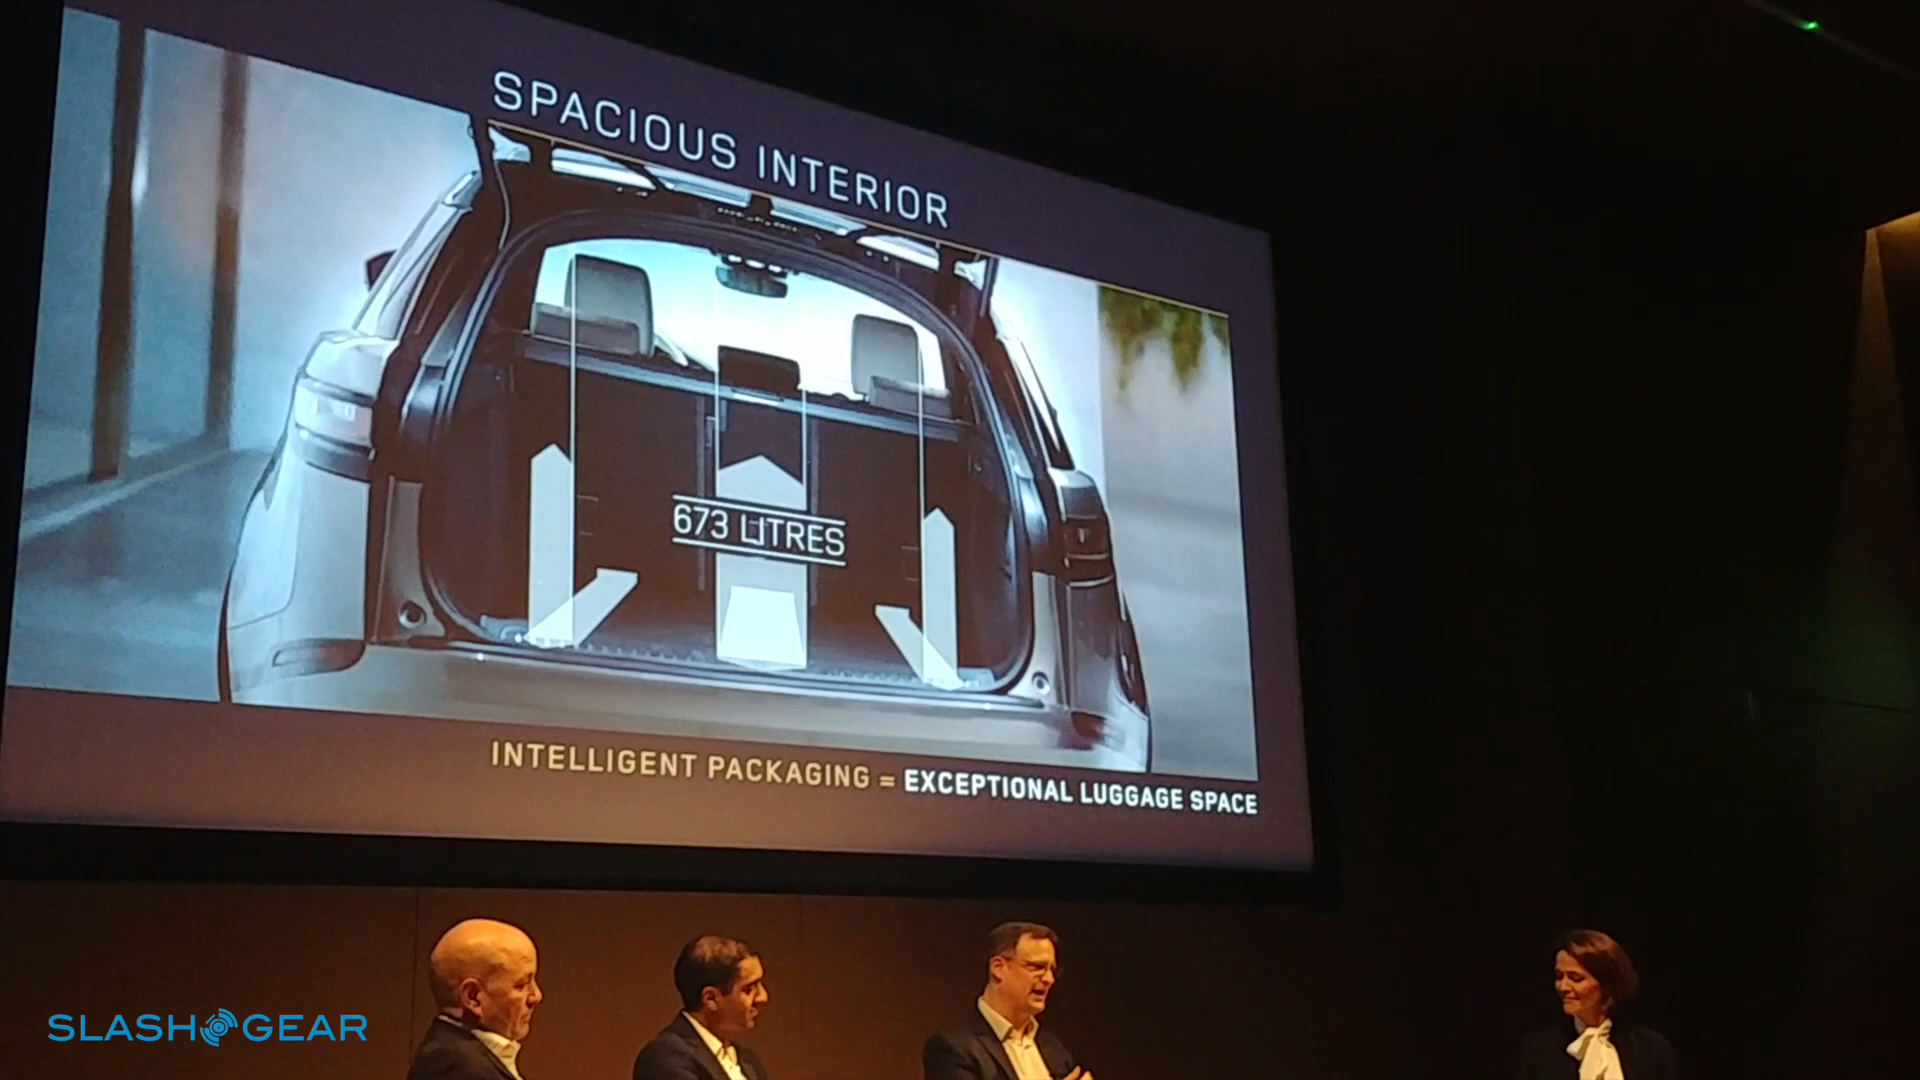 SPACIOUS INTERIOR
673 LITRES
INTELLIGENT PACKAGING = EXCEPTIONAL LUGGAGE SPACE
SLASHGEAR